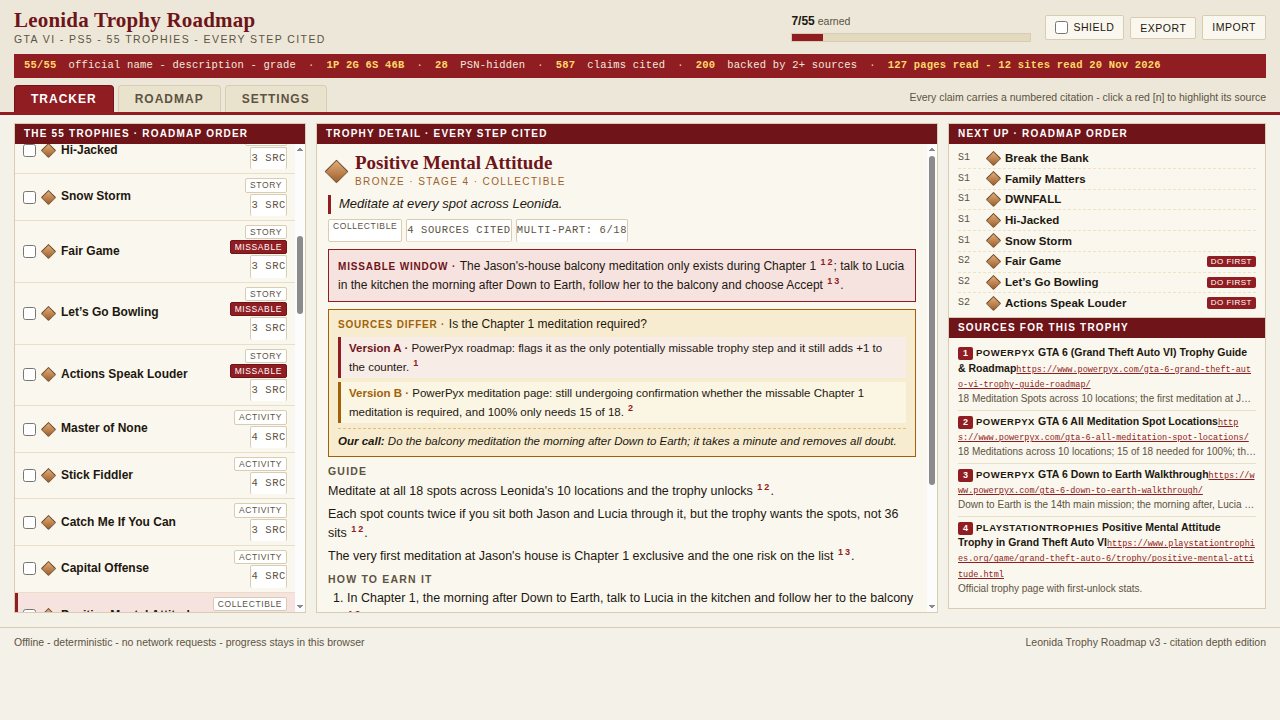 Leonida Trophy Roadmap
GTA VI - PS5 - 55 TROPHIES - EVERY STEP CITED
7/55 earned
SHIELD
EXPORT
IMPORT
55/55 official name - description - grade · 1P 2G 6S 46B · 28 PSN-hidden · 587 claims cited · 200 backed by 2+ sources · 127 pages read - 12 sites read 20 Nov 2026
TRACKER
ROADMAP
SETTINGS
Every claim carries a numbered citation - click a red [n] to highlight its source
THE 55 TROPHIES · ROADMAP ORDER
Hi-Jacked
3 SRC
Snow Storm
STORY
3 SRC
Fair Game
STORY
MISSABLE
3 SRC
Let's Go Bowling
STORY
MISSABLE
3 SRC
Actions Speak Louder
STORY
MISSABLE
3 SRC
Master of None
ACTIVITY
4 SRC
Stick Fiddler
ACTIVITY
4 SRC
Catch Me If You Can
ACTIVITY
3 SRC
Capital Offense
ACTIVITY
4 SRC
Positive Mental Attitude
COLLECTIBLE
TROPHY DETAIL · EVERY STEP CITED
Positive Mental Attitude
BRONZE · STAGE 4 · COLLECTIBLE
Meditate at every spot across Leonida.
COLLECTIBLE
4 SOURCES CITED
MULTI-PART: 6/18
MISSABLE WINDOW · The Jason's-house balcony meditation only exists during Chapter 1 1 2; talk to Lucia
in the kitchen the morning after Down to Earth, follow to the balcony and choose Accept 1 3.
SOURCES DIFFER · Is the Chapter 1 meditation required?
Version A · PowerPyx roadmap: flags it as the only potentially missable trophy step and it still adds +1 to
the counter. 1
Version B · PowerPyx meditation page: still undergoing confirmation whether the missable Chapter 1
meditation is required, and 100% only needs 15 of 18. 2
Our call: Do the balcony meditation the morning after Down to Earth; it takes a minute and removes all doubt.
GUIDE
Meditate at all 18 spots across Leonida's 10 locations and the trophy unlocks 1 2.
Each spot counts twice if you sit both Jason and Lucia through it, but the trophy wants the spots, not 36
sits 1 2.
The very first meditation at Jason's house is Chapter 1 exclusive and the one risk on the list 1 3.
HOW TO EARN IT
1. In Chapter 1, the morning after Down to Earth, talk to Lucia in the kitchen and follow her to the balcony
NEXT UP · ROADMAP ORDER
S1 Break the Bank
S1 Family Matters
S1 DWNFALL
S1 Hi-Jacked
S1 Snow Storm
S2 Fair Game DO FIRST
S2 Let's Go Bowling DO FIRST
S2 Actions Speak Louder DO FIRST
SOURCES FOR THIS TROPHY
1 POWERPYX GTA 6 (Grand Theft Auto VI) Trophy Guide
& Roadmaphttps://www.powerpyx.com/gta-6-grand-theft-aut
o-vi-trophy-guide-roadmap/
18 Meditation Spots across 10 locations; the first meditation at J…
2 POWERPYX GTA 6 All Meditation Spot Locationshttp
s://www.powerpyx.com/gta-6-all-meditation-spot-locations/
18 Meditations across 10 locations; 15 of 18 needed for 100%; th…
3 POWERPYX GTA 6 Down to Earth Walkthroughhttps://w
ww.powerpyx.com/gta-6-down-to-earth-walkthrough/
Down to Earth is the 14th main mission; the morning after, Lucia …
4 PLAYSTATIONTROPHIES Positive Mental Attitude
Trophy in Grand Theft Auto VIhttps://www.playstationtrophi
es.org/game/grand-theft-auto-6/trophy/positive-mental-atti
tude.html
Official trophy page with first-unlock stats.
Offline - deterministic - no network requests - progress stays in this browser
Leonida Trophy Roadmap v3 - citation depth edition